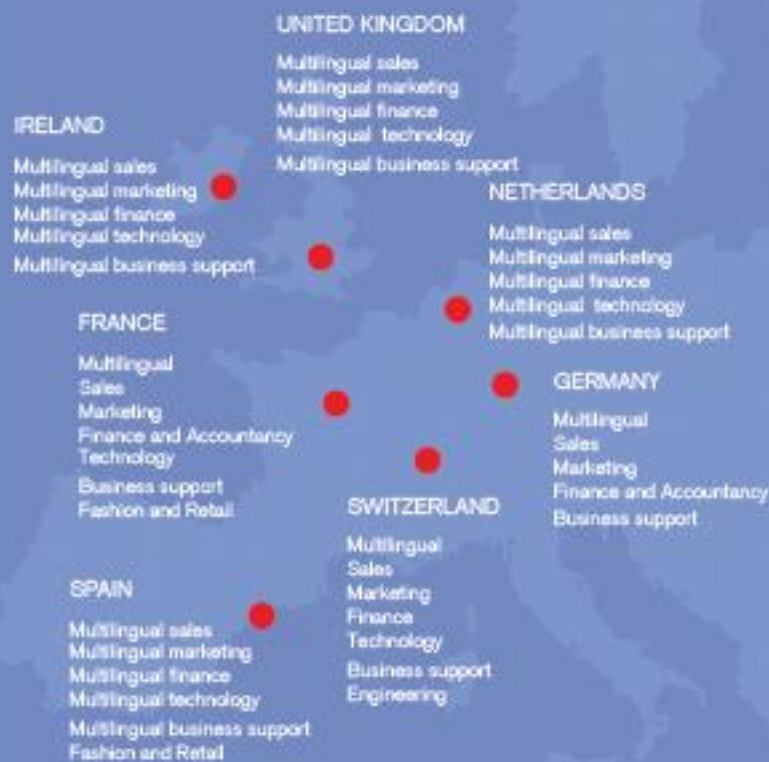 UNITED KINGDOM
Multilingual sales
Multilingual marketing
Multilingual finance
Multilingual technology
Multilingual business support
IRELAND
Multilingual sales
Multilingual marketing
Multilingual finance
Multilingual technology
Multilingual business support
NETHERLANDS
Multilingual sales
Multilingual marketing
Multilingual finance
Multilingual technology
Multilingual business support
FRANCE
Multilingual
Sales
Marketing
Finance and Accountancy
Technology
Business support
Fashion and Retail
GERMANY
Multilingual
Sales
Marketing
Finance and Accountancy
Business support
SWITZERLAND
Multilingual
Sales
Marketing
Finance
Technology
Business support
Engineering
SPAIN
Multilingual sales
Multilingual marketing
Multilingual finance
Multilingual technology
Multilingual business support
Fashion and Retail